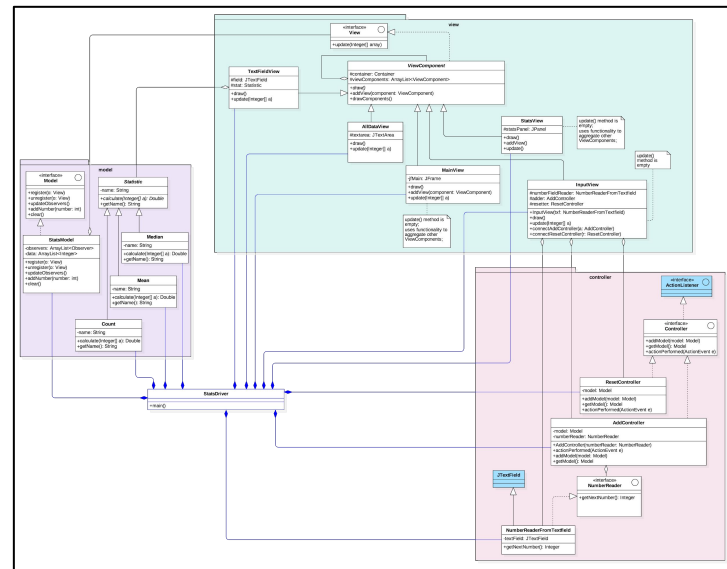 view
«interface»
View
+update(Integer[] array)
TextFieldView
#field: JTextField
#stat: Statistic
+draw()
+update(Integer[] a)
ViewComponent
#container: Container
#viewComponents: ArrayList<ViewComponent>
+draw()
+addView(component: ViewComponent)
+drawComponents()
AllDataView
#textarea: JTextArea
+draw()
+update(Integer[] a)
StatsView
#statsPanel: JPanel
+draw()
+addView()
+update()
update() method is
empty;
uses functionality to
aggregate other
ViewComponents;
MainView
-jfMain: JFrame
+draw()
+addView(component: ViewComponent)
+update(Integer[] a)
update() method is
empty;
uses functionality to
aggregate other
ViewComponents;
update()
method is
empty
InputView
#numberFieldReader: NumberReaderFromTextField
#adder: AddController
#resetter: ResetController
+InputView(txf: NumberReaderFromTextfield)
+draw()
+update(Integer[] a)
+connectAddController(a: AddController)
+connectResetController(r: ResetController)
model
«interface»
Model
+register(o: View)
+unregister(o: View)
+updateObservers()
+addNumber(number: int)
+clear()
Statistic
-name: String
+calculate(Integer[] a): Double
+getName(): String
StatsModel
-observers: ArrayList<Observer>
-data: ArrayList<Integer>
+register(o: View)
+unregister(o: View)
+updateObservers()
+addNumber(number: int)
+clear()
Median
-name: String
+calculate(Integer[] a): Double
+getName(): String
Mean
-name: String
+calculate(Integer[] a): Double
+getName(): String
Count
-name: String
+calculate(Integer[] a): Double
+getName(): String
StatsDriver
+main()
controller
«interface»
ActionListener
«interface»
Controller
+addModel(model: Model)
+getModel(): Model
+actionPerformed(ActionEvent e)
ResetController
-model: Model
+addModel(model: Model)
+getModel(): Model
+actionPerformed(ActionEvent e)
AddController
-model: Model
-numberReader: NumberReader
+AddController(numberReader: NumberReader)
+actionPerformed(ActionEvent e)
+addModel(model: Model)
+getModel(): Model
JTextField
«interface»
NumberReader
+getNextNumber(): Integer
NumberReaderFromTextfield
-textField: JTextField
+getNextNumber(): Integer